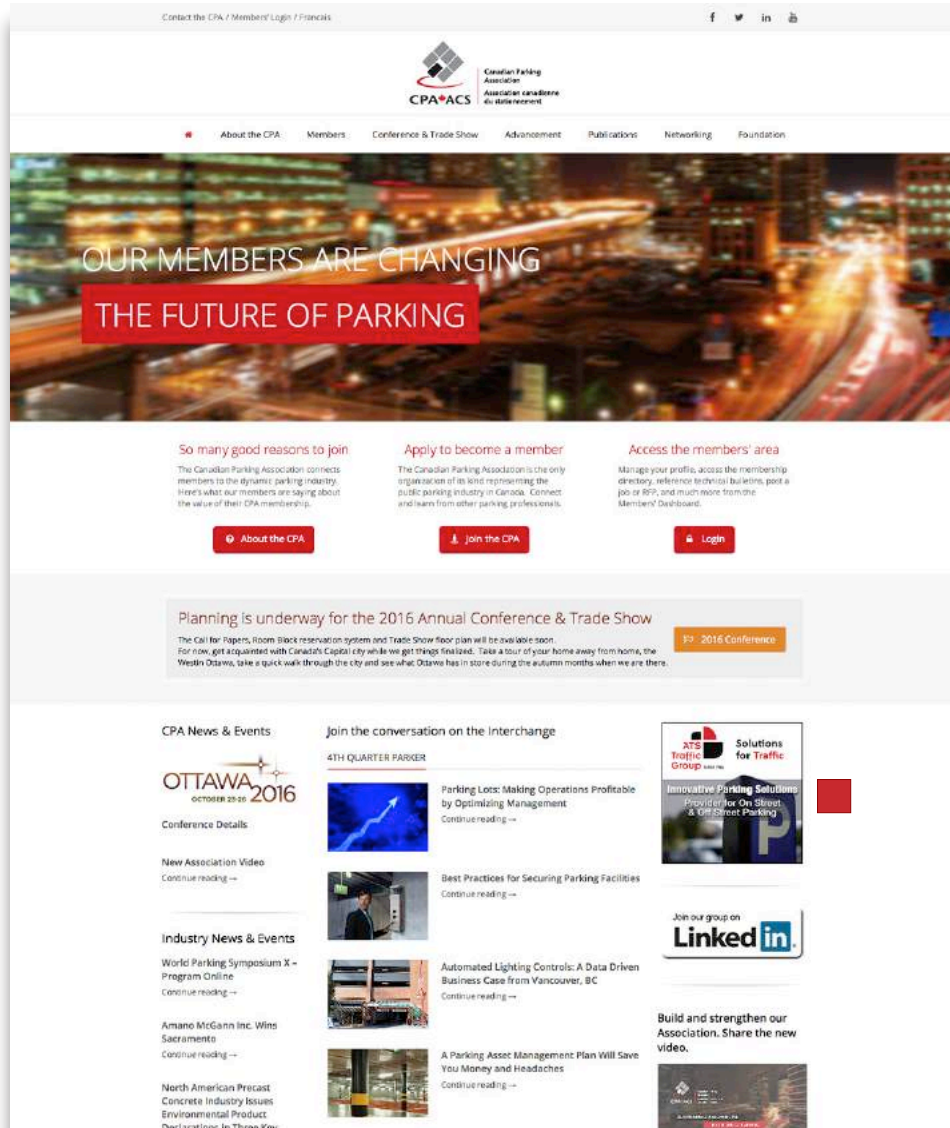 Contact the CPA / Members' Login / Francais
Canadian Parking
Association
Association canadienne
du stationnement
CPA ACS
About the CPA Members Conference & Trade Show Advancement Publications Networking Foundation
OUR MEMBERS ARE CHANGING
THE FUTURE OF PARKING
So many good reasons to join
The Canadian Parking Association connects
members to the dynamic parking industry.
Here's what our members are saying about
the value of their CPA membership.
About the CPA
Apply to become a member
The Canadian Parking Association is the only
organization of its kind representing the
public parking industry in Canada. Connect
and learn from other parking professionals.
Join the CPA
Access the members' area
Manage your profile, access the membership
directory, reference technical bulletins, post a
job or RFP, and much more from the
Members' Dashboard.
Login
Planning is underway for the 2016 Annual Conference & Trade Show
The Call for Papers, Room Block reservation system and Trade Show floor plan will be available soon.
For now, get acquainted with Canada's Capital city while we get things finalized. Take a tour of your home away from home, the
Westin Ottawa, take a quick walk through the city and see what Ottawa has in store during the autumn months when we are there.
2016 Conference
CPA News & Events
OTTAWA
OCTOBER 23-26 2016
Conference Details
New Association Video
Continue reading →
Industry News & Events
World Parking Symposium X –
Program Online
Continue reading →
Amano McGann Inc. Wins
Sacramento
Continue reading →
North American Precast
Concrete Industry Issues
Environmental Product
Declarations in Three Key
Join the conversation on the Interchange
4TH QUARTER PARKER
Parking Lots: Making Operations Profitable
by Optimizing Management
Continue reading →
Best Practices for Securing Parking Facilities
Continue reading →
Automated Lighting Controls: A Data Driven
Business Case from Vancouver, BC
Continue reading →
A Parking Asset Management Plan Will Save
You Money and Headaches
Continue reading →
ATS
Traffic
Group
Solutions
for Traffic
Innovative Parking Solutions
Provider for On Street
& Off Street Parking
P
Join our group on
Linked in
Build and strengthen our
Association. Share the new
video.
CPA ACS